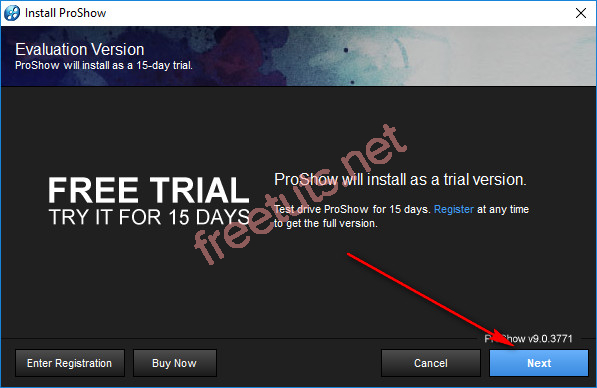 Install ProShow
Evaluation Version
ProShow will install as a 15-day trial.
freetuts.net
FREE TRIAL
TRY IT FOR 15 DAYS
ProShow will install as a trial version.
Test drive ProShow for 15 days. Register at any time
to get the full version.
ProShow v9.0.3771
Enter Registration
Buy Now
Cancel
Next